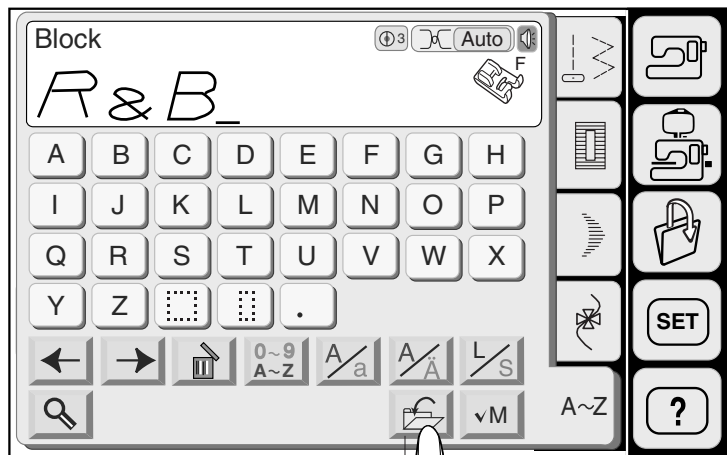 Block
3 Auto
F
R & B_
A B C D E F G H
I J K L M N O P
Q R S T U V W X
Y Z .
0~9
A~Z
A/a
A/Ä
L/S
✓M
A~Z
SET
?